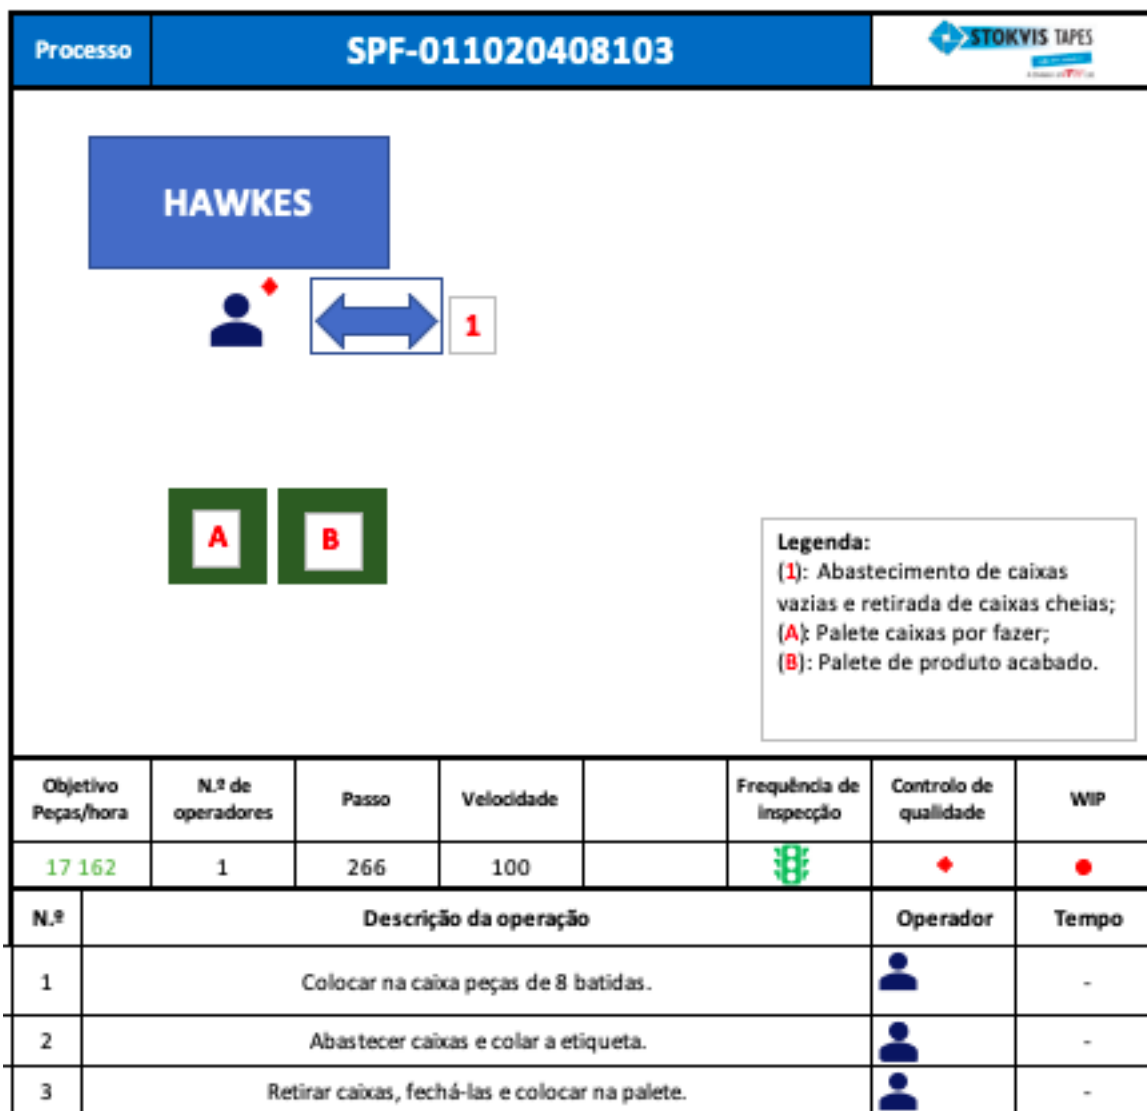 Processo
SPF-011020408103
STOKVIS TAPES
HAWKES
1
A
B
Legenda:
(1): Abastecimento de caixas
vazias e retirada de caixas cheias;
(A): Palete caixas por fazer;
(B): Palete de produto acabado.
Objetivo
Peças/hora
N.º de
operadores
Passo
Velocidade
Frequência de
inspecção
Controlo de
qualidade
WIP
17 162
1
266
100
N.º
Descrição da operação
Operador
Tempo
1
Colocar na caixa peças de 8 batidas.
-
2
Abastecer caixas e colar a etiqueta.
-
3
Retirar caixas, fechá-las e colocar na palete.
-